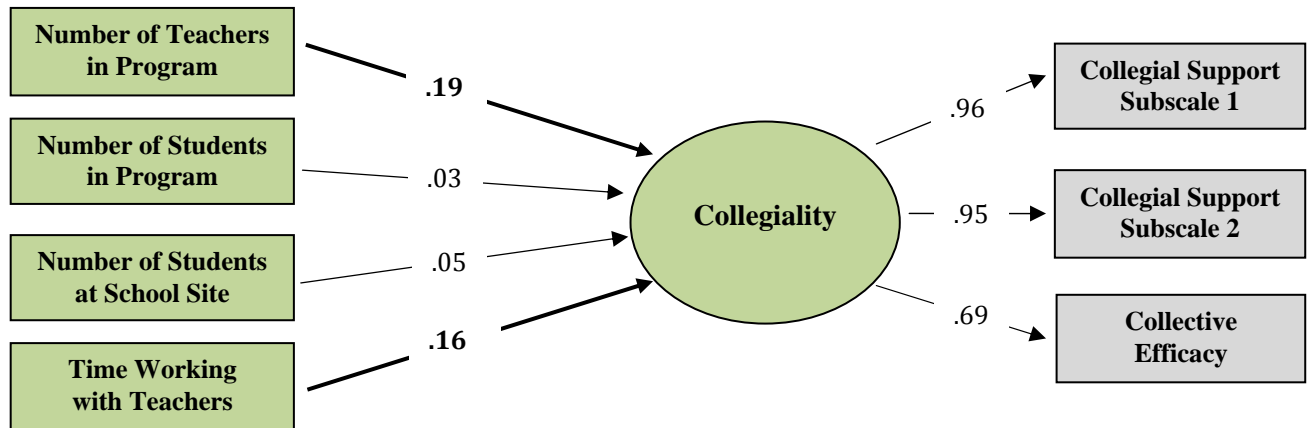 Number of Teachers
in Program
.19
Number of Students
in Program
.03
Number of Students
at School Site
.05
Time Working
with Teachers
.16
Collegiality
.96
Collegial Support
Subscale 1
.95
Collegial Support
Subscale 2
.69
Collective
Efficacy